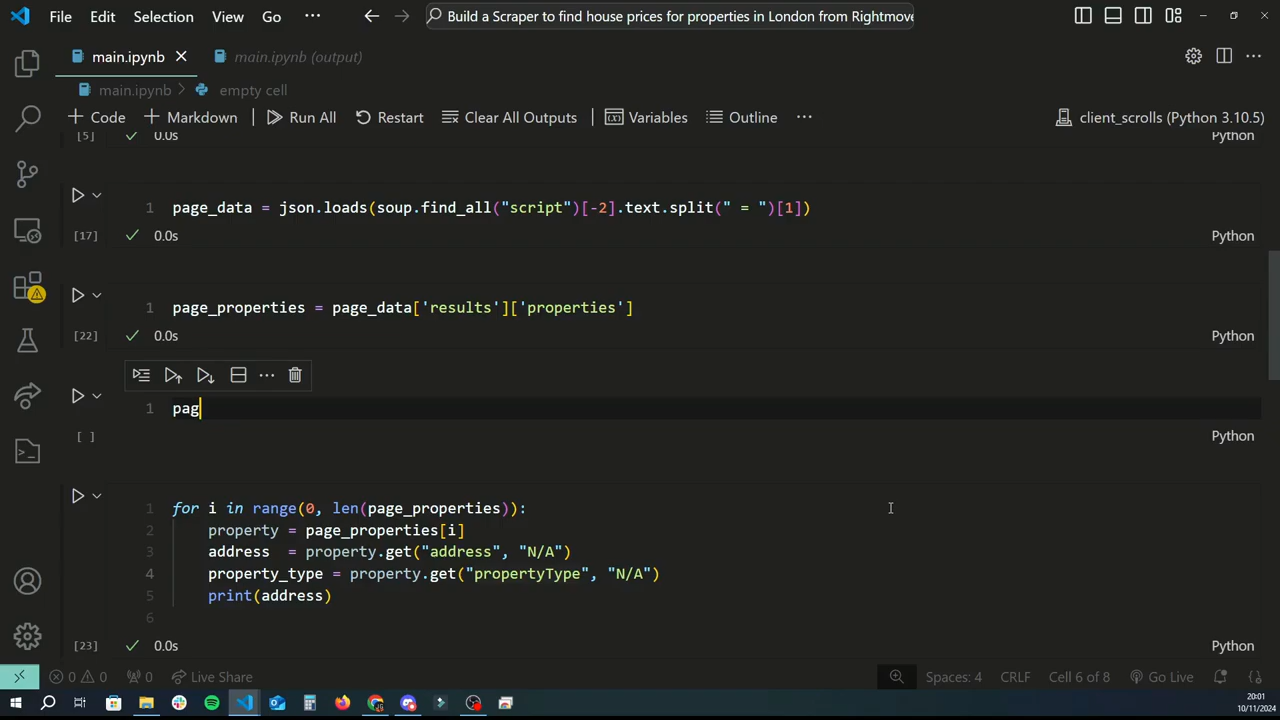 File Edit Selection View Go ··· Build a Scraper to find house prices for properties in London from Rightmove
main.ipynb main.ipynb (output)
main.ipynb > empty cell
+ Code + Markdown Run All Restart Clear All Outputs Variables Outline ··· client_scrolls (Python 3.10.5)
[5] 0.0s Python
1 page_data = json.loads(soup.find_all("script")[-2].text.split(" = ")[1])
[17] 0.0s Python
1 page_properties = page_data['results']['properties']
[22] 0.0s Python
1 pag
[ ] Python
1 for i in range(0, len(page_properties)):
2 property = page_properties[i]
3 address  = property.get("address", "N/A")
4 property_type = property.get("propertyType", "N/A")
5 print(address)
6
[23] 0.0s Python
0 0 0 Live Share Spaces: 4 CRLF Cell 6 of 8 Go Live
20:01
10/11/2024